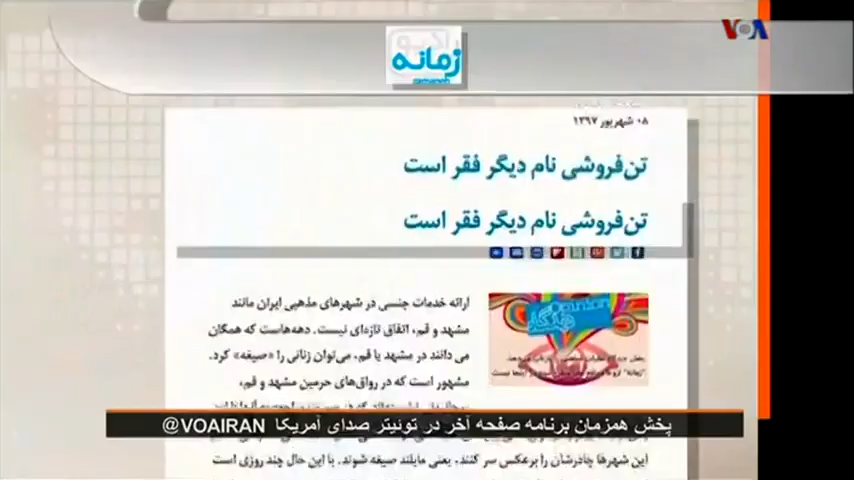 VOA
زمانه
zamaneh
۰۸ شهریور ۱۳۹۷
تن‌فروشی نام دیگر فقر است
تن‌فروشی نام دیگر فقر است
ارائه خدمات جنسی در شهرهای مذهبی ایران مانند
مشهد و قم، اتفاق تازه‌ای نیست. دهه‌هاست که همگان
می دانند در مشهد یا قم، می‌توان زنانی را «صیغه» کرد.
مشهور است که در رواق‌های حرمین مشهد و قم،
پخش همزمان برنامه صفحه آخر در توئیتر صدای آمریکا @VOAIRAN
این شهرها چادرشان را برعکس سر کنند. یعنی مایلند صیغه شوند. با این حال چند روزی است